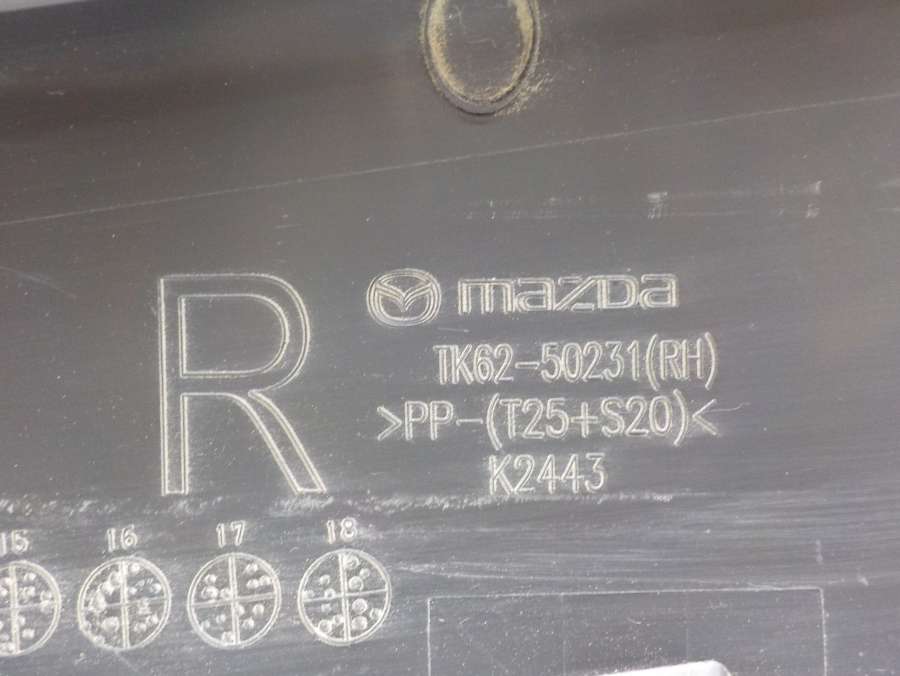 R
mazda
TK62-50231(RH)
>PP-(T25+S20)<
K2443
15 16 17 18